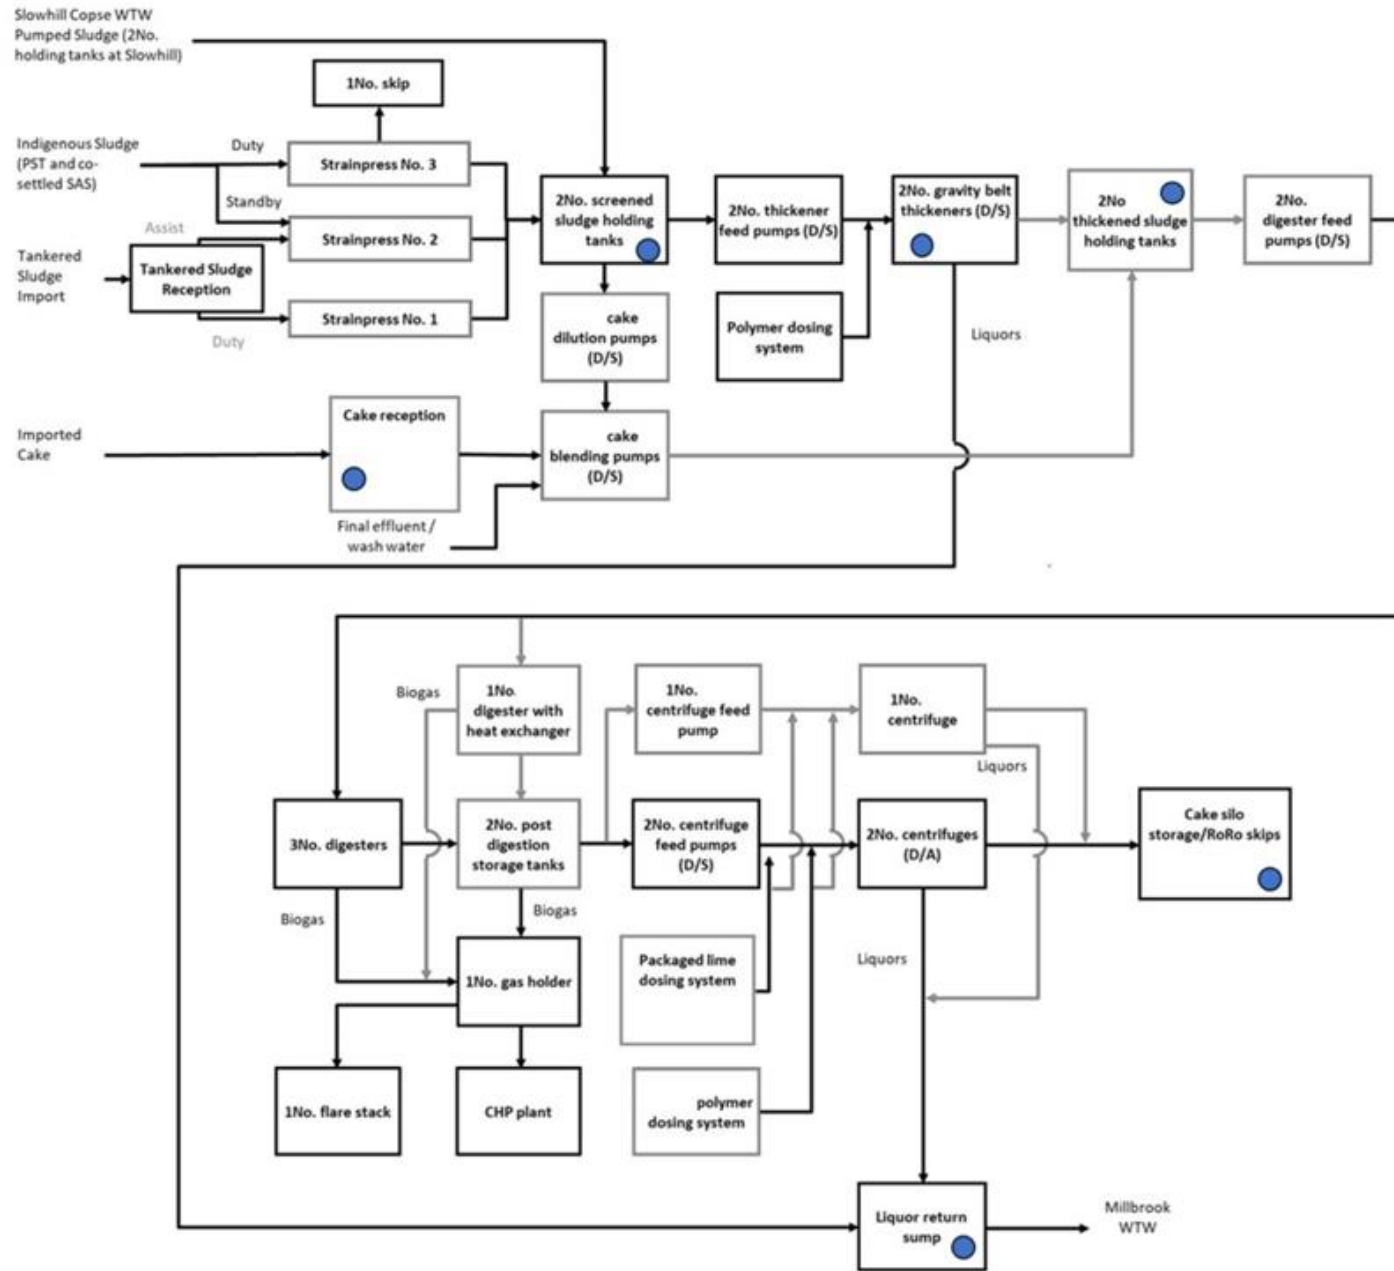 Slowhill Copse WTW
Pumped Sludge (2No.
holding tanks at Slowhill)
1No. skip
Indigenous Sludge
(PST and co-
settled SAS)
Duty
Strainpress No. 3
Standby
Assist
Strainpress No. 2
Tankered
Sludge
Import
Tankered Sludge
Reception
Strainpress No. 1
Duty
2No. screened
sludge holding
tanks
2No. thickener
feed pumps (D/S)
2No. gravity belt
thickeners (D/S)
2No
thickened sludge
holding tanks
2No.
digester feed
pumps (D/S)
cake
dilution pumps
(D/S)
Polymer dosing
system
Liquors
Imported
Cake
Cake reception
cake
blending pumps
(D/S)
Final effluent /
wash water
Biogas
1No.
digester with
heat exchanger
1No.
centrifuge feed
pump
1No.
centrifuge
Liquors
3No. digesters
2No. post
digestion
storage tanks
2No. centrifuge
feed pumps
(D/S)
2No. centrifuges
(D/A)
Cake silo
storage/RoRo skips
Biogas
Biogas
1No. gas holder
Packaged lime
dosing system
Liquors
1No. flare stack
CHP plant
polymer
dosing system
Liquor return
sump
Millbrook
WTW